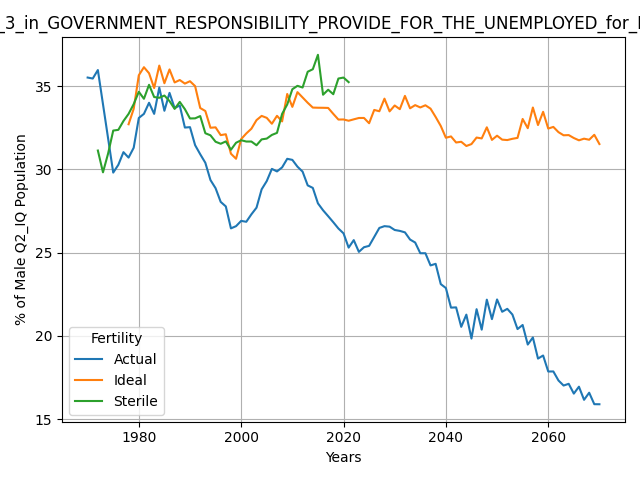 _3_in_GOVERNMENT_RESPONSIBILITY_PROVIDE_FOR_THE_UNEMPLOYED_for_
% of Male Q2_IQ Population
35
30
25
20
15
Fertility
Actual
Ideal
Sterile
1980 2000 2020 2040 2060
Years